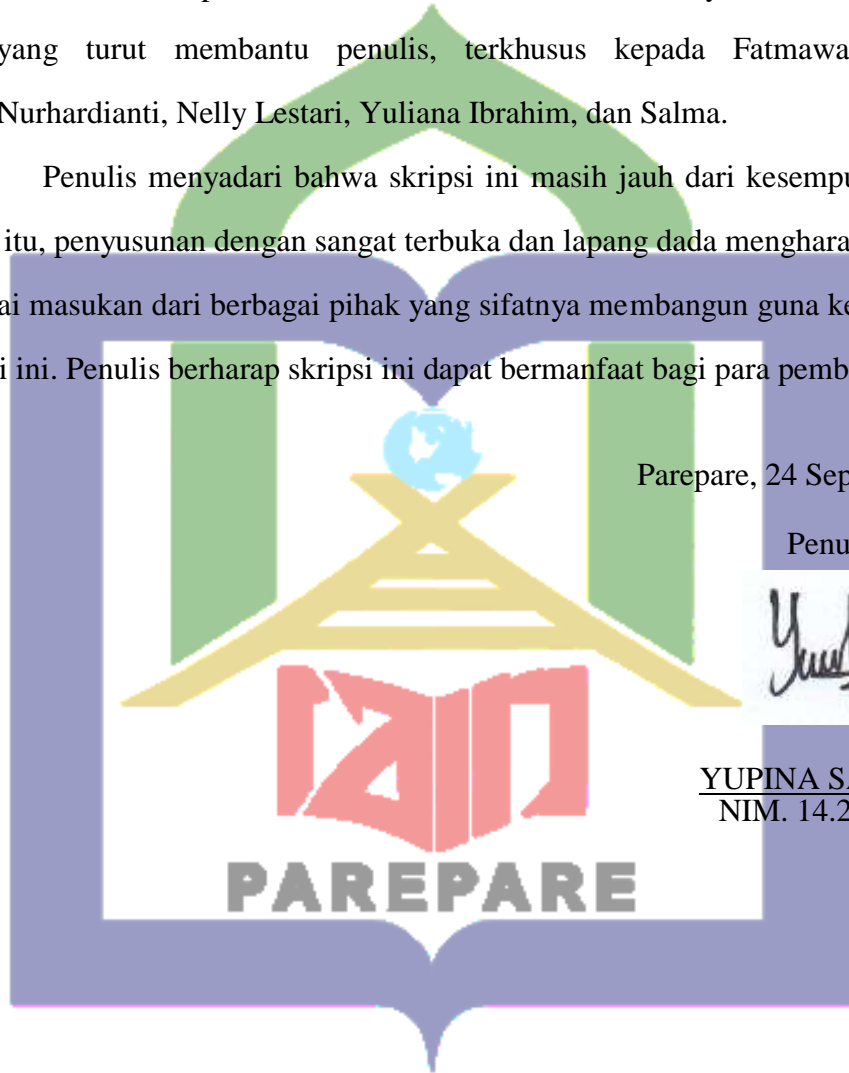 yang turut membantu penulis, terkhusus kepada Fatmawa
Nurhardianti, Nelly Lestari, Yuliana Ibrahim, dan Salma.
Penulis menyadari bahwa skripsi ini masih jauh dari kesempu
itu, penyusunan dengan sangat terbuka dan lapang dada menghara
ai masukan dari berbagai pihak yang sifatnya membangun guna ke
i ini. Penulis berharap skripsi ini dapat bermanfaat bagi para pemb
Parepare, 24 Sep
Penu
YUPINA SA
NIM. 14.2
iain
PAREPARE